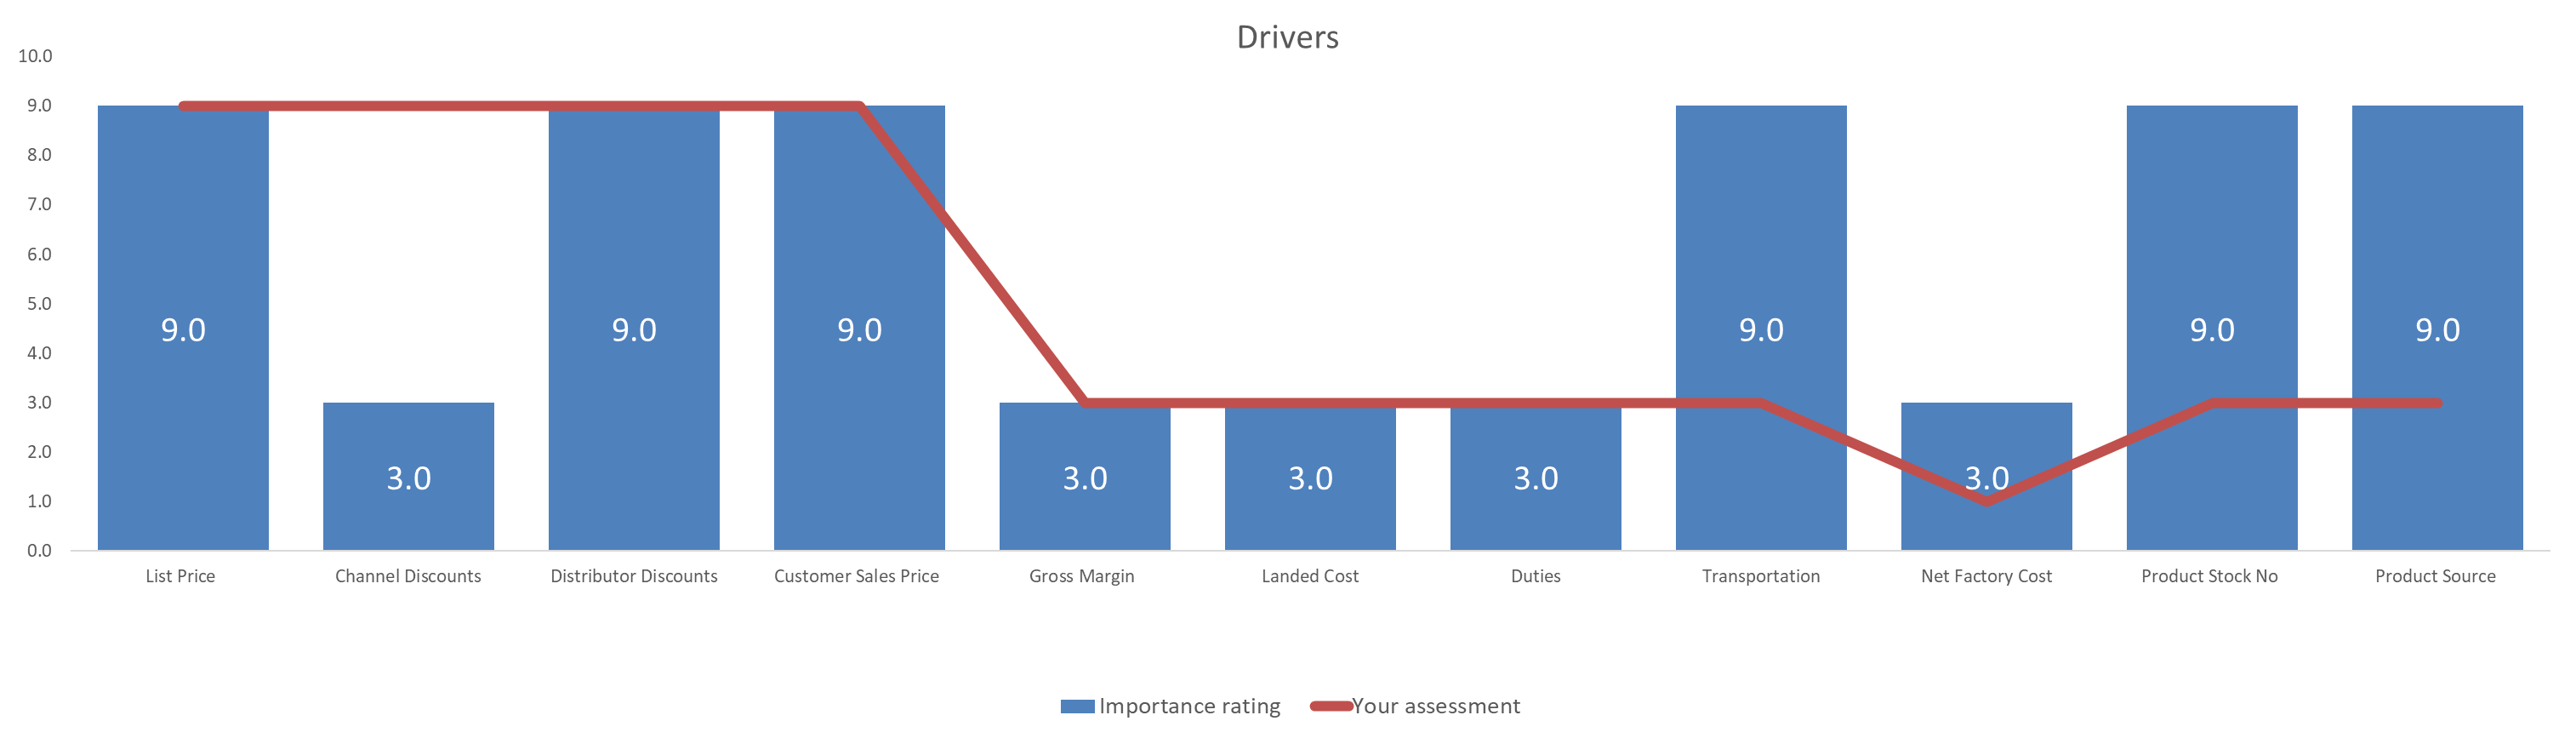 Drivers
10.0
9.0
8.0
7.0
6.0
5.0
4.0
3.0
2.0
1.0
0.0
9.0
3.0
9.0
9.0
3.0
3.0
3.0
9.0
3.0
9.0
9.0
List Price
Channel Discounts
Distributor Discounts
Customer Sales Price
Gross Margin
Landed Cost
Duties
Transportation
Net Factory Cost
Product Stock No
Product Source
Importance rating
Your assessment